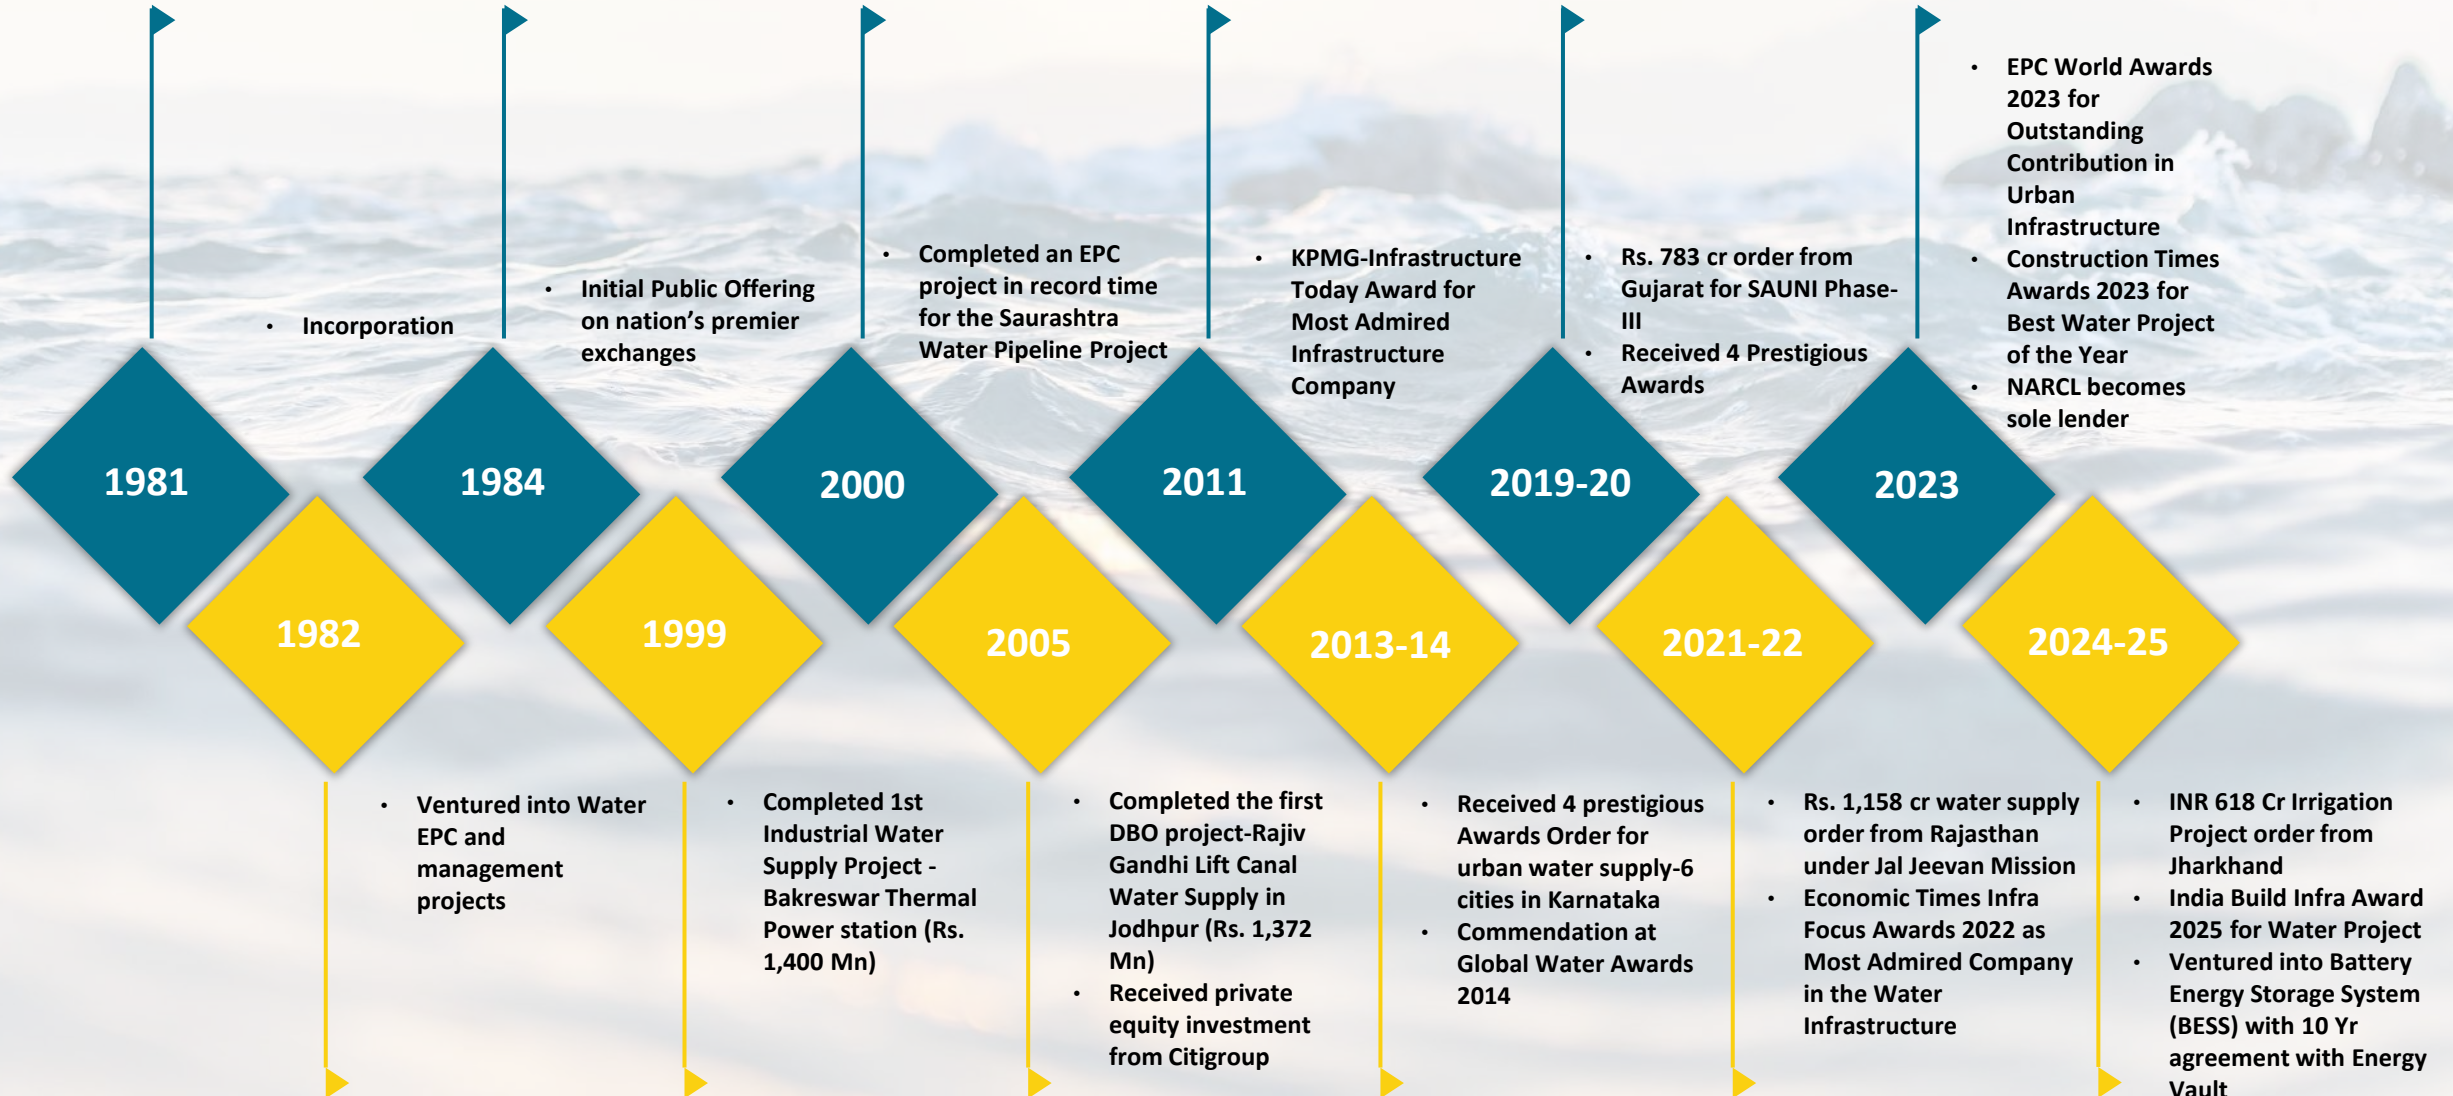 1981
• Incorporation
1982
• Ventured into Water
EPC and
management
projects
1984
• Initial Public Offering
on nation’s premier
exchanges
1999
• Completed 1st
Industrial Water
Supply Project -
Bakreswar Thermal
Power station (Rs.
1,400 Mn)
2000
• Completed an EPC
project in record time
for the Saurashtra
Water Pipeline Project
2005
• Completed the first
DBO project-Rajiv
Gandhi Lift Canal
Water Supply in
Jodhpur (Rs. 1,372
Mn)
• Received private
equity investment
from Citigroup
2011
• KPMG-Infrastructure
Today Award for
Most Admired
Infrastructure
Company
2013-14
• Received 4 prestigious
Awards Order for
urban water supply-6
cities in Karnataka
• Commendation at
Global Water Awards
2014
2019-20
• Rs. 783 cr order from
Gujarat for SAUNI Phase-
III
• Received 4 Prestigious
Awards
2021-22
• Rs. 1,158 cr water supply
order from Rajasthan
under Jal Jeevan Mission
• Economic Times Infra
Focus Awards 2022 as
Most Admired Company
in the Water
Infrastructure
2023
• EPC World Awards
2023 for
Outstanding
Contribution in
Urban
Infrastructure
• Construction Times
Awards 2023 for
Best Water Project
of the Year
• NARCL becomes
sole lender
2024-25
• INR 618 Cr Irrigation
Project order from
Jharkhand
• India Build Infra Award
2025 for Water Project
• Ventured into Battery
Energy Storage System
(BESS) with 10 Yr
agreement with Energy
Vault